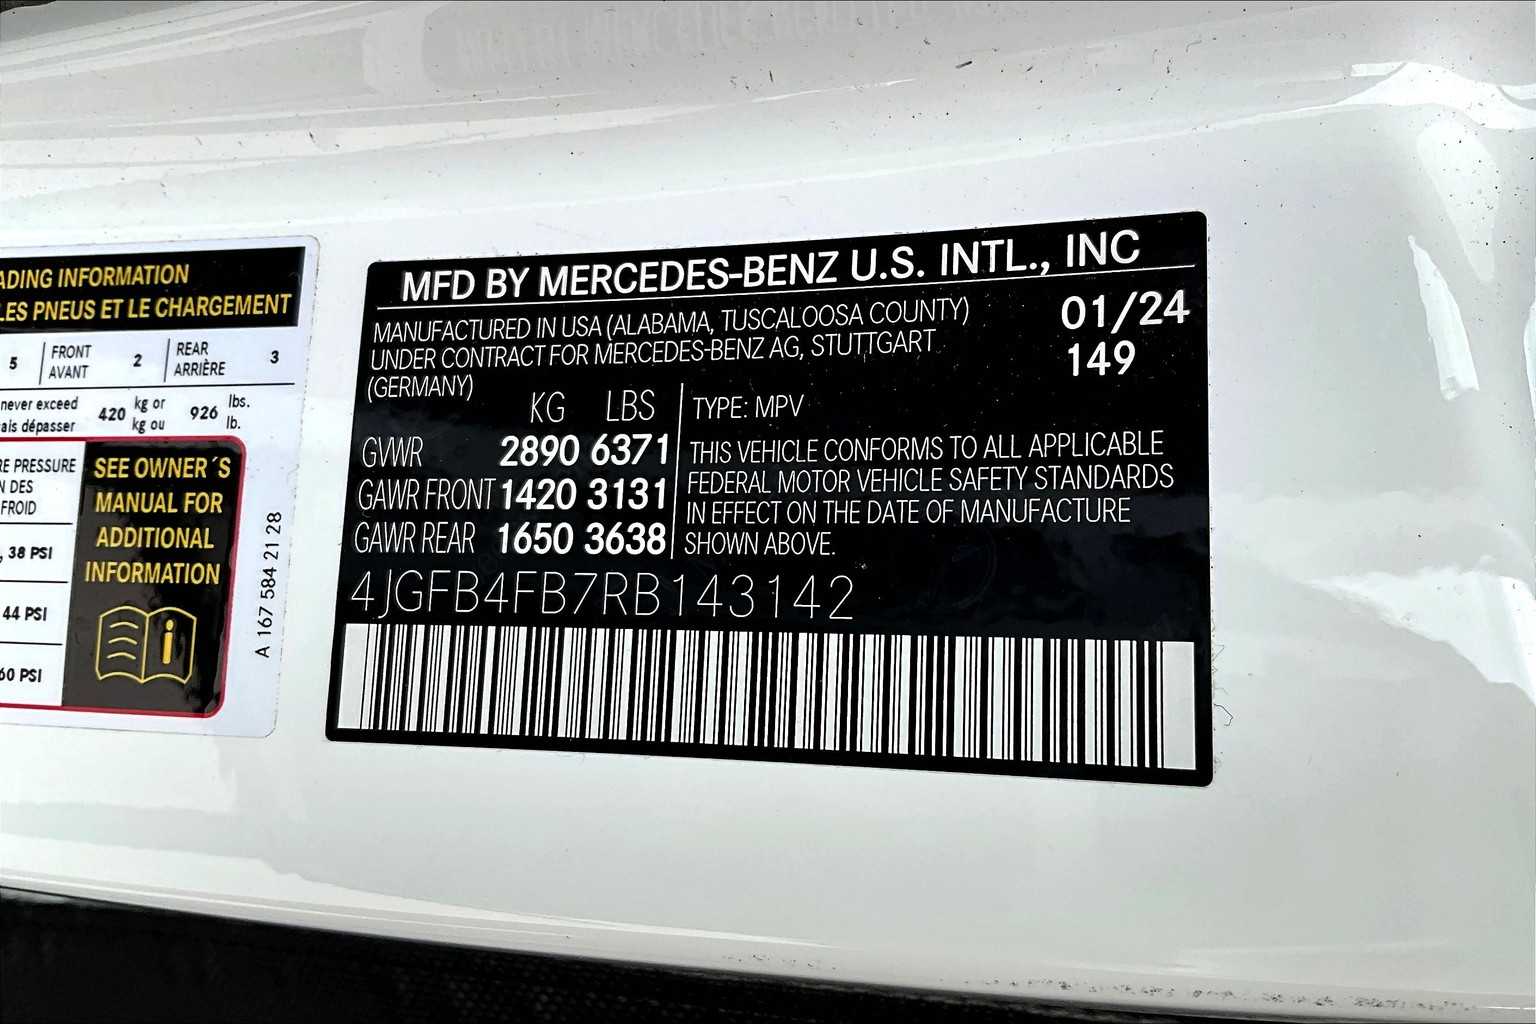 ADING INFORMATION
LES PNEUS ET LE CHARGEMENT
5 FRONT AVANT 2 REAR ARRIÈRE 3
never exceed 420 kg or 926 lbs.
ais dépasser kg ou lb.
RE PRESSURE
N DES
FROID
, 38 PSI
44 PSI
60 PSI
SEE OWNER´S
MANUAL FOR
ADDITIONAL
INFORMATION
i
A 167 584 21 28
MFD BY MERCEDES-BENZ U.S. INTL., INC
MANUFACTURED IN USA (ALABAMA, TUSCALOOSA COUNTY)
UNDER CONTRACT FOR MERCEDES-BENZ AG, STUTTGART
(GERMANY)
01/24
149
KG LBS
GVWR 2890 6371
GAWR FRONT 1420 3131
GAWR REAR 1650 3638
TYPE: MPV
THIS VEHICLE CONFORMS TO ALL APPLICABLE
FEDERAL MOTOR VEHICLE SAFETY STANDARDS
IN EFFECT ON THE DATE OF MANUFACTURE
SHOWN ABOVE.
4JGFB4FB7RB143142